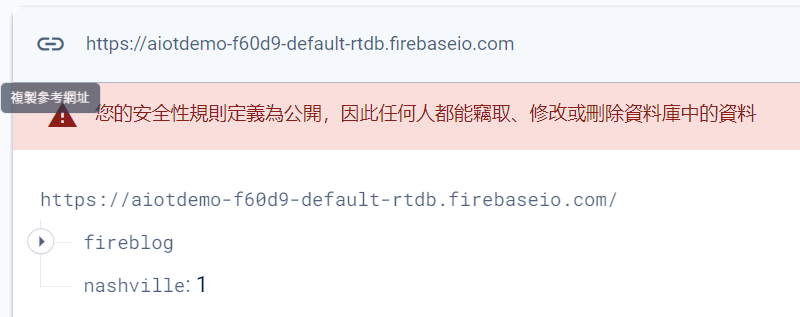 https://aiotdemo-f60d9-default-rtdb.firebaseio.com
複製參考網址
您的安全性規則定義為公開，因此任何人都能竊取、修改或刪除資料庫中的資料
https://aiotdemo-f60d9-default-rtdb.firebaseio.com/
fireblog
nashville: 1